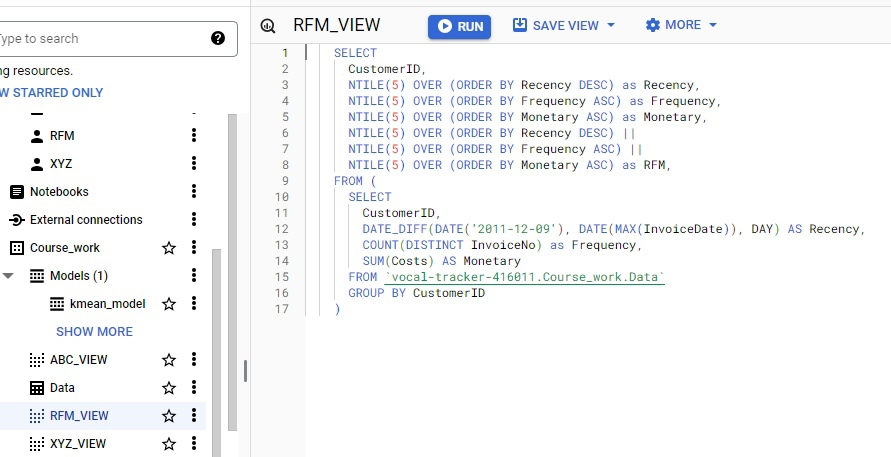 Type to search
ng resources.
W STARRED ONLY
RFM
XYZ
Notebooks
External connections
Course_work
Models (1)
kmean_model
SHOW MORE
ABC_VIEW
Data
RFM_VIEW
XYZ_VIEW
RFM_VIEW RUN SAVE VIEW MORE
1 SELECT
2 CustomerID,
3 NTILE(5) OVER (ORDER BY Recency DESC) as Recency,
4 NTILE(5) OVER (ORDER BY Frequency ASC) as Frequency,
5 NTILE(5) OVER (ORDER BY Monetary ASC) as Monetary,
6 NTILE(5) OVER (ORDER BY Recency DESC) ||
7 NTILE(5) OVER (ORDER BY Frequency ASC) ||
8 NTILE(5) OVER (ORDER BY Monetary ASC) as RFM,
9 FROM (
10 SELECT
11 CustomerID,
12 DATE_DIFF(DATE('2011-12-09'), DATE(MAX(InvoiceDate)), DAY) AS Recency,
13 COUNT(DISTINCT InvoiceNo) as Frequency,
14 SUM(Costs) AS Monetary
15 FROM `vocal-tracker-416011.Course_work.Data`
16 GROUP BY CustomerID
17 )